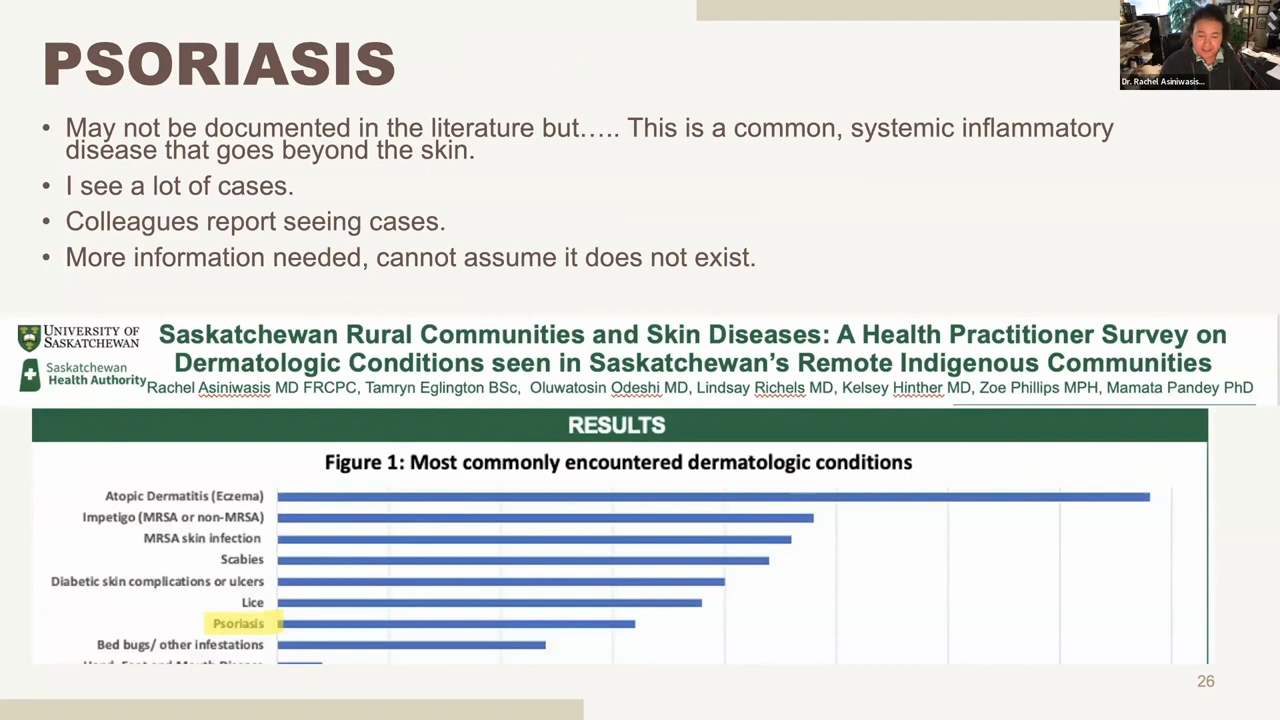 PSORIASIS
Dr. Rachel Asiniwasis...
• May not be documented in the literature but….. This is a common, systemic inflammatory
disease that goes beyond the skin.
• I see a lot of cases.
• Colleagues report seeing cases.
• More information needed, cannot assume it does not exist.
UNIVERSITY OF
SASKATCHEWAN
Saskatchewan
Health Authority
Saskatchewan Rural Communities and Skin Diseases: A Health Practitioner Survey on
Dermatologic Conditions seen in Saskatchewan’s Remote Indigenous Communities
Rachel Asiniwasis MD FRCPC, Tamryn Eglington BSc, Oluwatosin Odeshi MD, Lindsay Richels MD, Kelsey Hinther MD, Zoe Phillips MPH, Mamata Pandey PhD
RESULTS
Figure 1: Most commonly encountered dermatologic conditions
Atopic Dermatitis (Eczema)
Impetigo (MRSA or non-MRSA)
MRSA skin infection
Scabies
Diabetic skin complications or ulcers
Lice
Psoriasis
Bed bugs/ other infestations
Hand, Foot and Mouth Disease
26